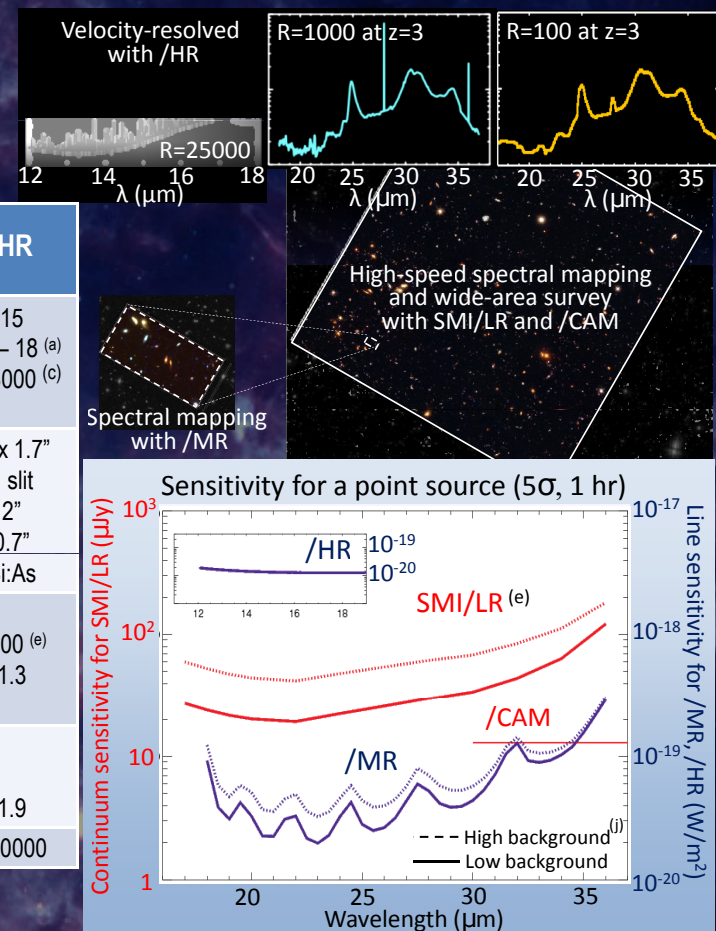 Velocity-resolved
with /HR
R=25000
12 13 14 15 16 17 18
λ (µm)
R=1000 at z=3
20 25 30 35
λ (µm)
R=100 at z=3
20 25 30 35
λ (µm)
HR
15
– 18 (a)
000 (c)
x 1.7”
slit
2”
0.7”
i:As
00 (e)
1.3
1.9
0000
High-speed spectral mapping
and wide-area survey
with SMI/LR and /CAM
Spectral mapping
with /MR
Sensitivity for a point source (5σ, 1 hr)
Continuum sensitivity for SMI/LR (µJy)
10³
10²
10
1
/HR
10⁻¹⁹
10⁻²⁰
12 14 16 18
SMI/LR (e)
/CAM
/MR
High background (j)
Low background
20 25 30 35
Wavelength (µm)
10⁻¹⁷
10⁻¹⁸
10⁻¹⁹
10⁻²⁰
Line sensitivity for /MR, /HR (W/m²)